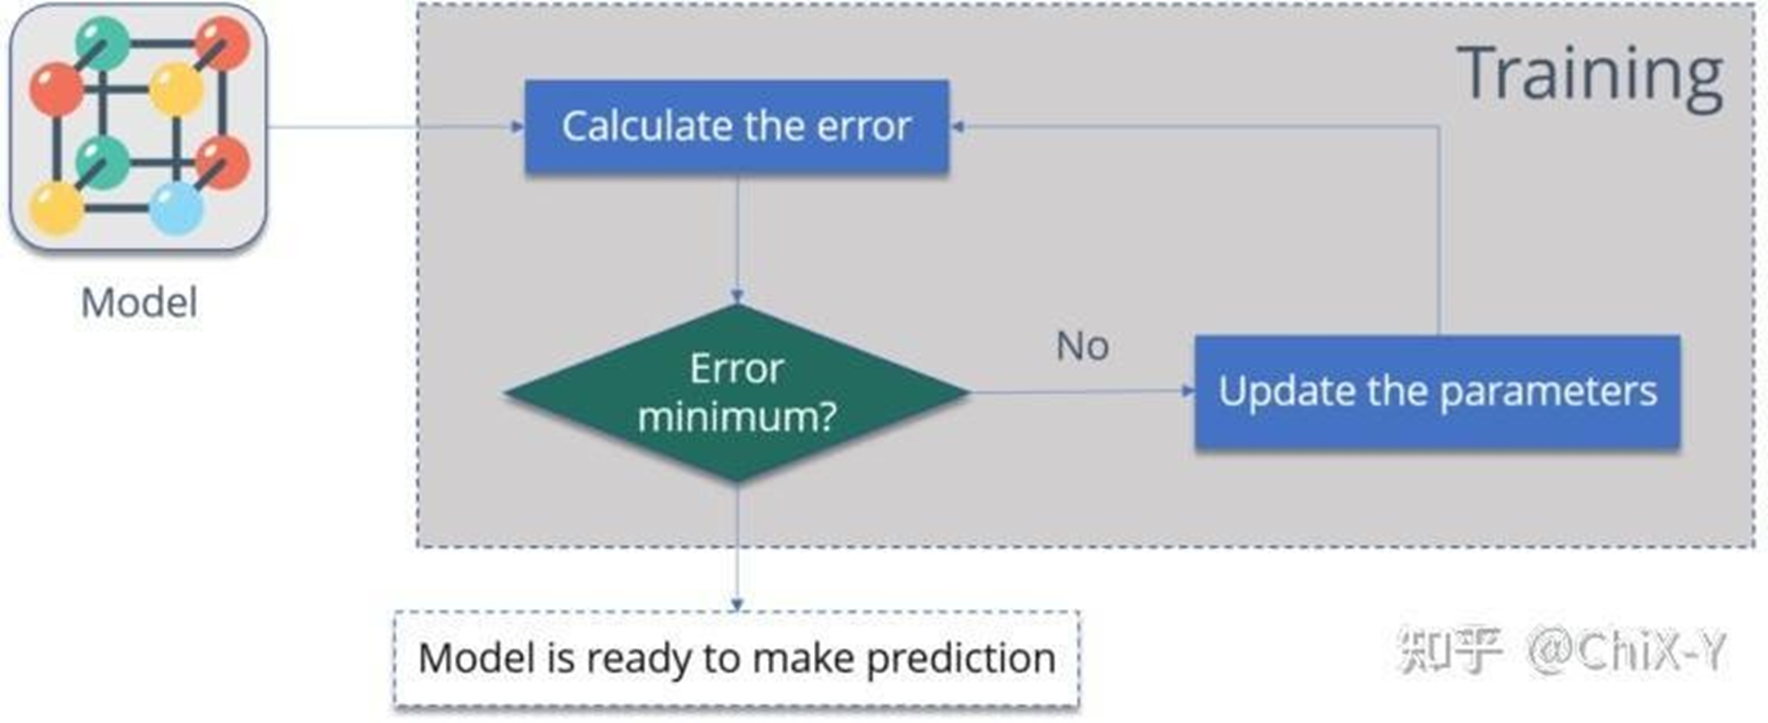 Training
Calculate the error
Model
Error
minimum?
No
Update the parameters
Model is ready to make prediction
知乎 @ChiX-Y